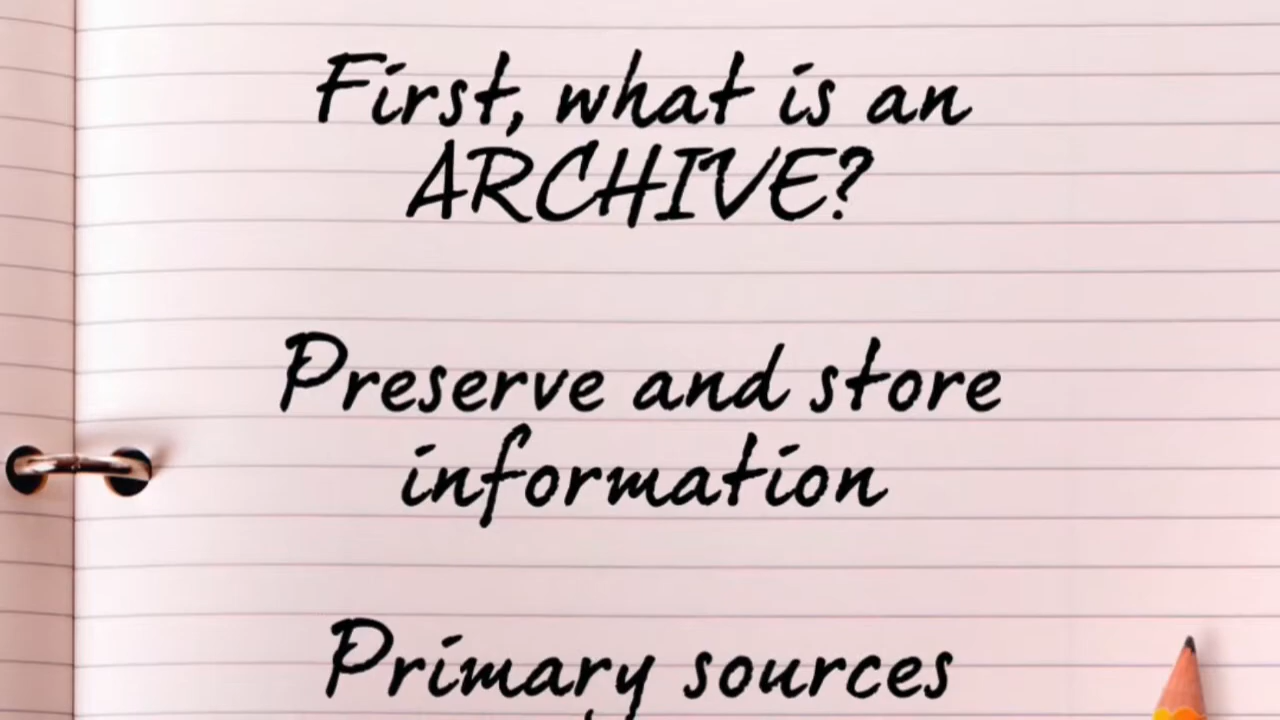 First, what is an
ARCHIVE?
Preserve and store
information
Primary sources